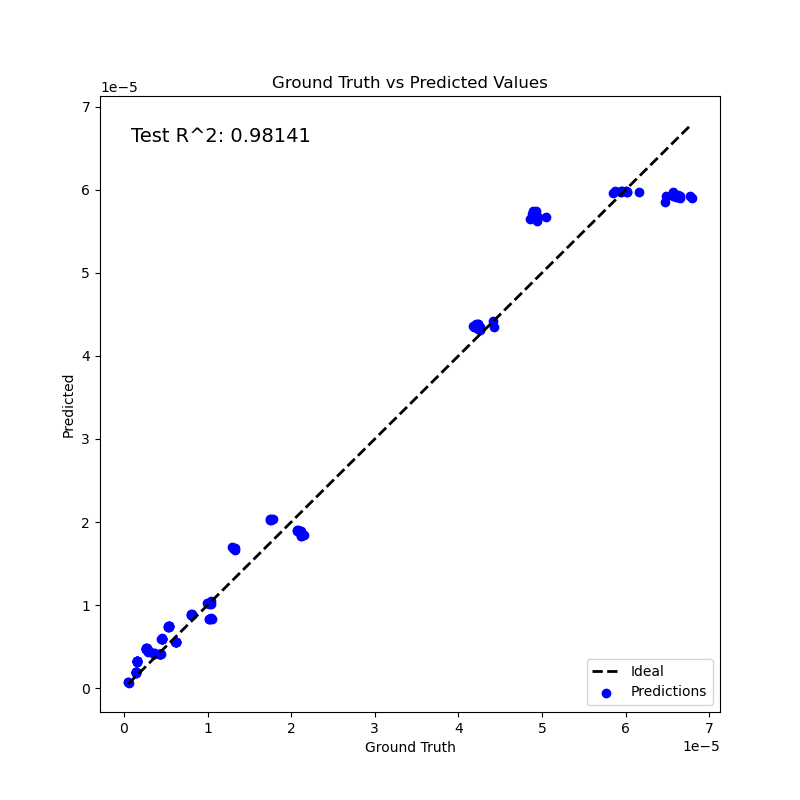 Ground Truth vs Predicted Values
1e−5
7
6
5
4
3
2
1
0
Predicted
Test R^2: 0.98141
Ideal
Predictions
0 1 2 3 4 5 6 7
1e−5
Ground Truth